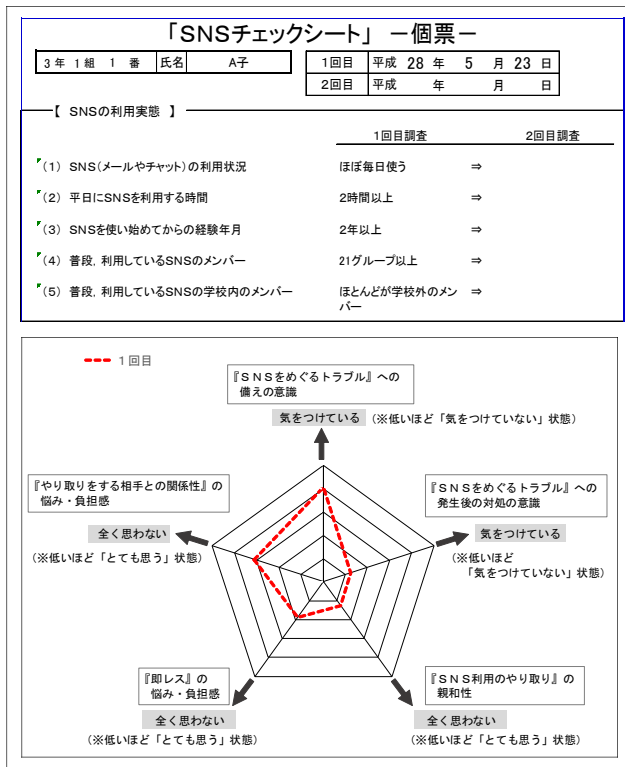 「SNSチェックシート」 －個票－
3 年 1 組 1 番 氏名 A子 1回目 平成 28 年 5 月 23 日
2回目 平成 年 月 日
【 SNSの利用実態 】
1回目調査 2回目調査
(1) SNS(メールやチャット)の利用状況 ほぼ毎日使う ⇒
(2) 平日にSNSを利用する時間 2時間以上 ⇒
(3) SNSを使い始めてからの経験年月 2年以上 ⇒
(4) 普段，利用しているSNSのメンバー 21グループ以上 ⇒
(5) 普段，利用しているSNSの学校内のメンバー ほとんどが学校外のメン ⇒
バー
1回目
『SNSをめぐるトラブル』への
備えの意識
気をつけている (※低いほど「気をつけていない」状態)
『やり取りをする相手との関係性』の
悩み・負担感
全く思わない
(※低いほど「とても思う」状態)
『SNSをめぐるトラブル』への
発生後の対処の意識
気をつけている
(※低いほど
「気をつけていない」状態)
『即レス』の
悩み・負担感
全く思わない
(※低いほど「とても思う」状態)
『SNS利用のやり取り』の
親和性
全く思わない
(※低いほど「とても思う」状態)